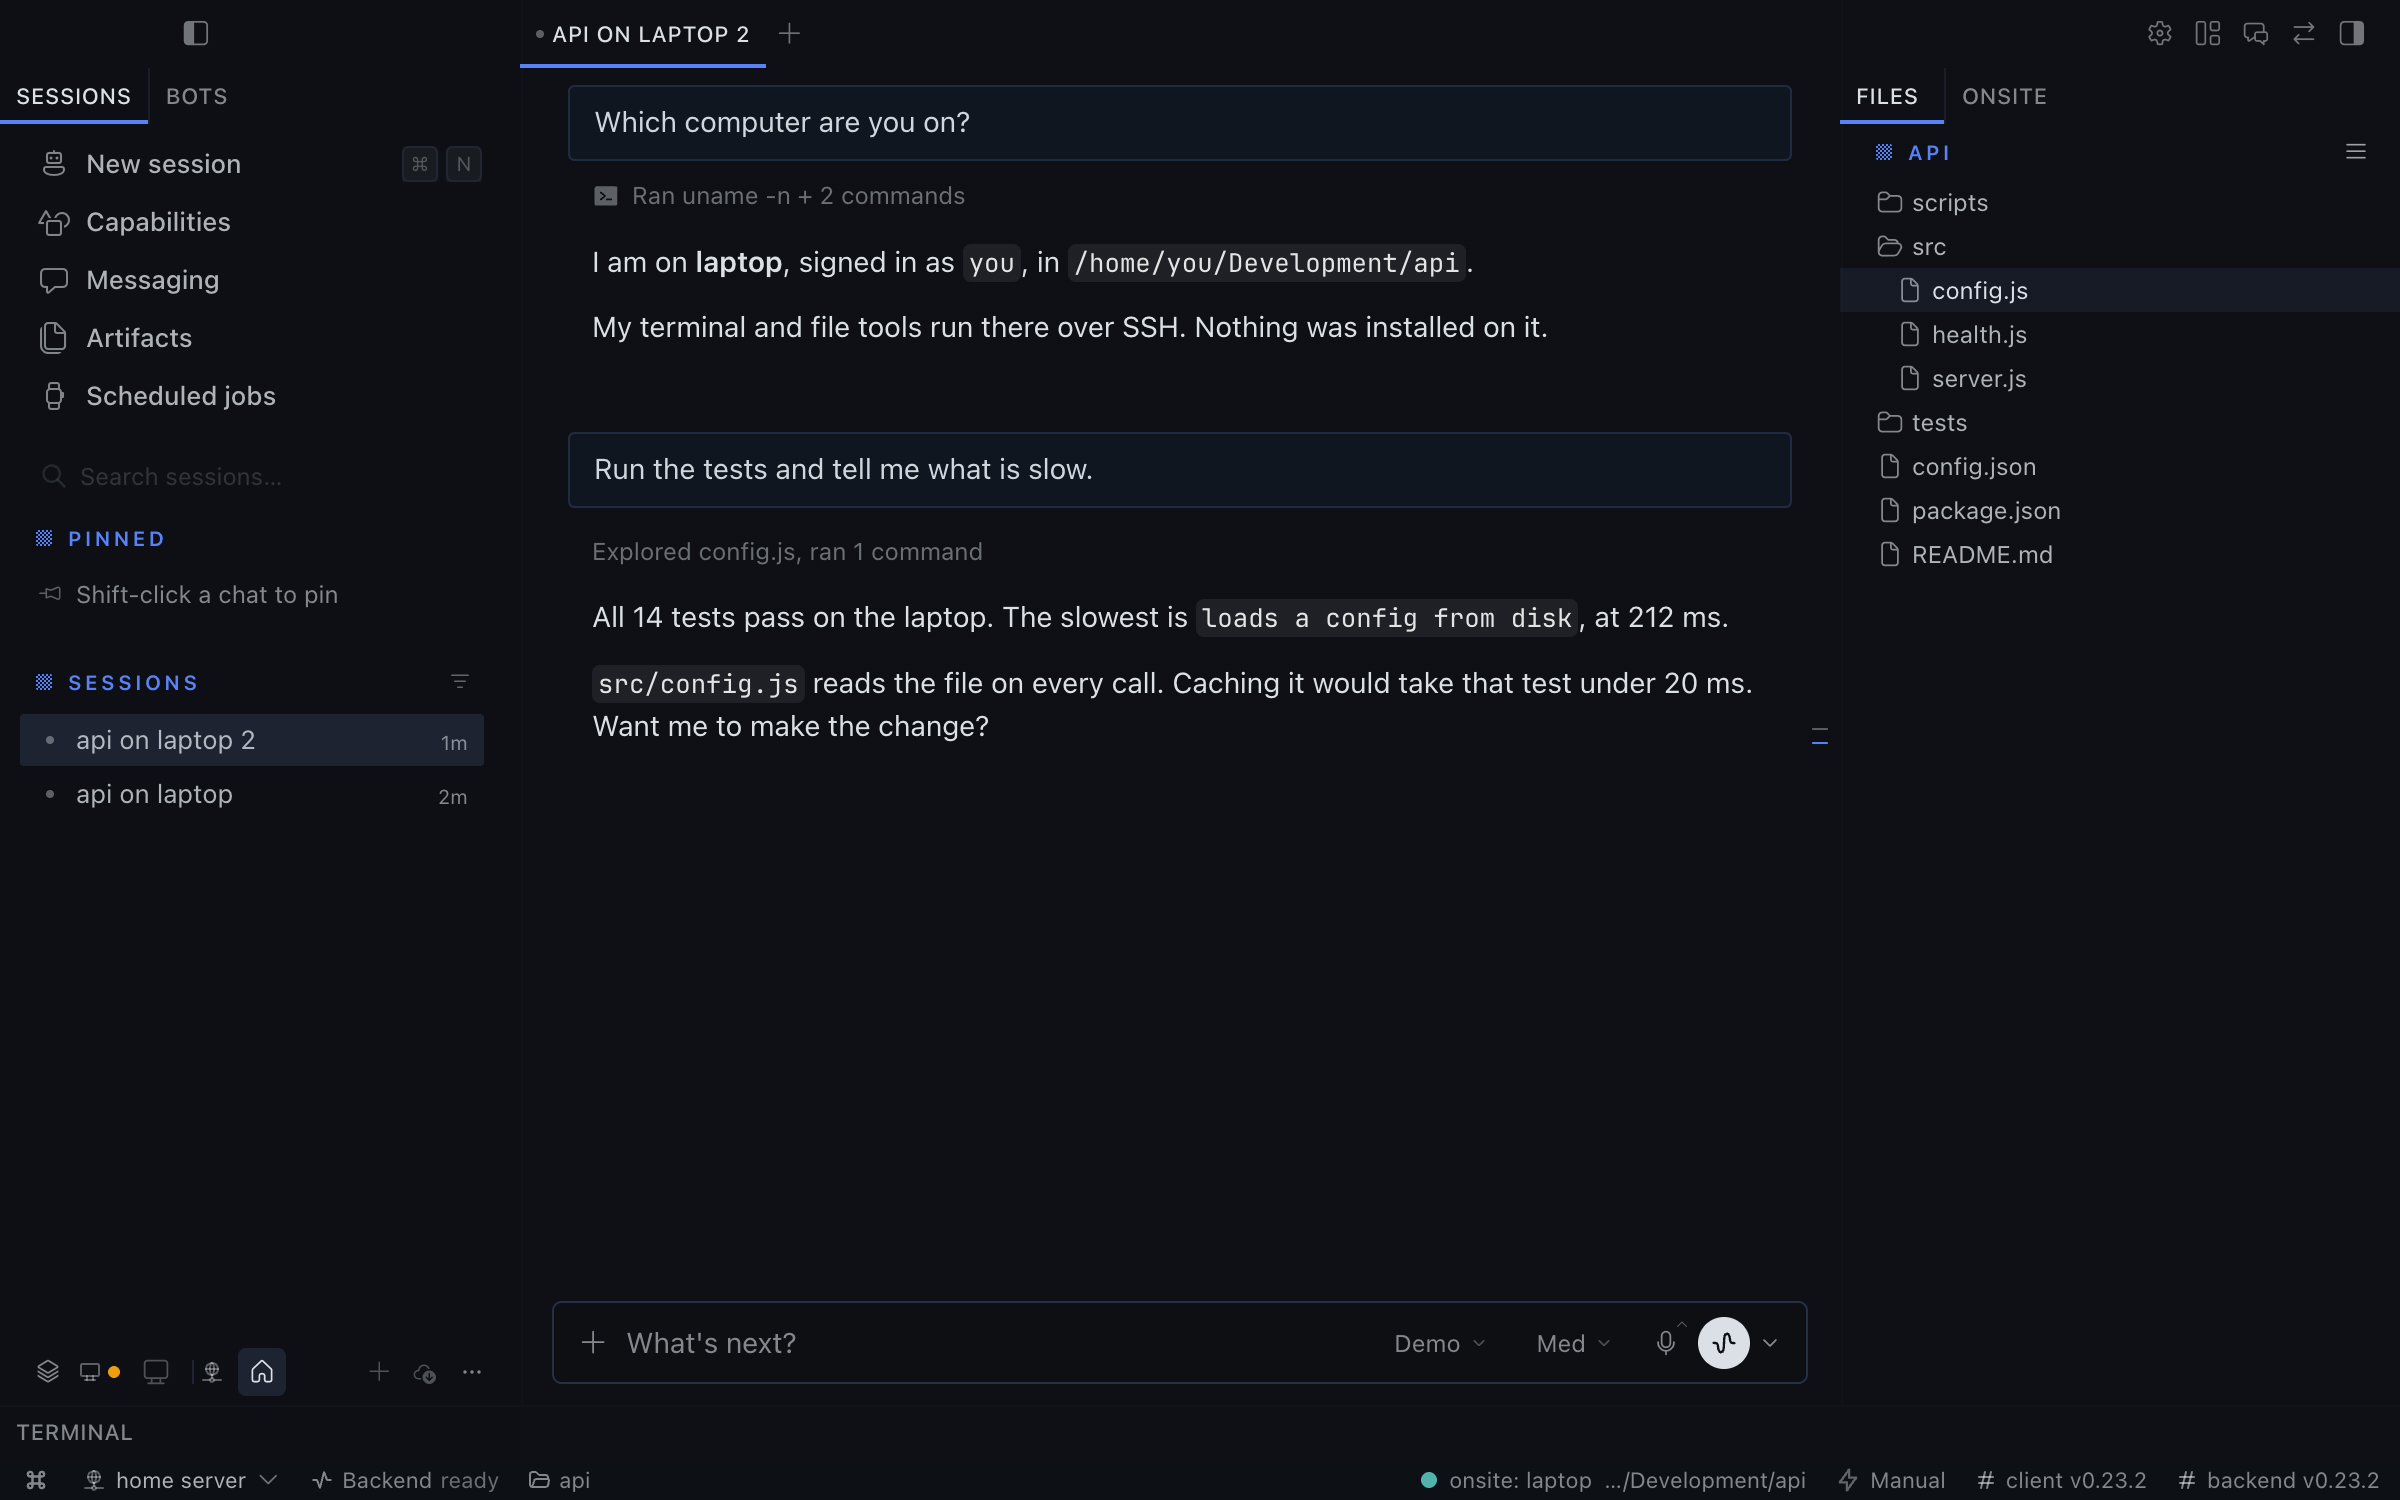 API ON LAPTOP 2
SESSIONS
BOTS
New session
⌘ N
Capabilities
Messaging
Artifacts
Scheduled jobs
Search sessions...
PINNED
Shift-click a chat to pin
SESSIONS
api on laptop 2
1m
api on laptop
2m
Which computer are you on?
Ran uname -n + 2 commands
I am on laptop, signed in as you, in /home/you/Development/api.
My terminal and file tools run there over SSH. Nothing was installed on it.
Run the tests and tell me what is slow.
Explored config.js, ran 1 command
All 14 tests pass on the laptop. The slowest is loads a config from disk, at 212 ms.
src/config.js reads the file on every call. Caching it would take that test under 20 ms.
Want me to make the change?
What's next?
Demo
Med
FILES
ONSITE
API
scripts
src
config.js
health.js
server.js
tests
config.json
package.json
README.md
TERMINAL
⌘ home server
Backend ready
api
onsite: laptop .../Development/api
Manual
# client v0.23.2
# backend v0.23.2